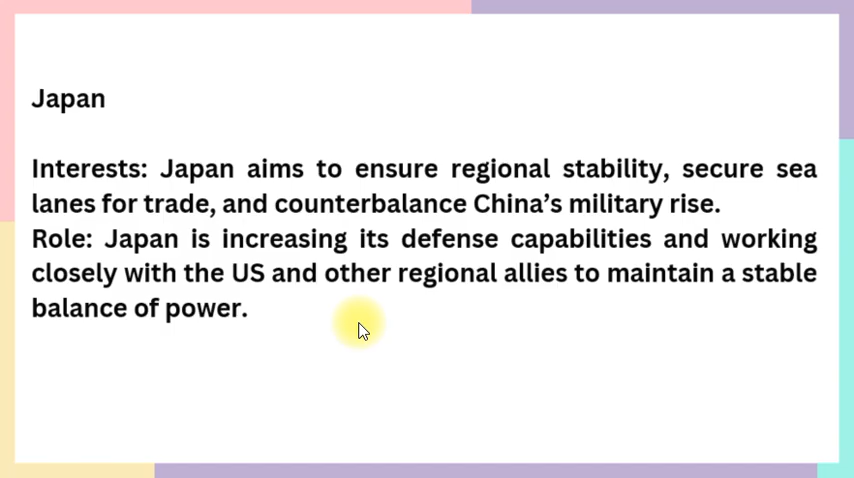 Japan
Interests: Japan aims to ensure regional stability, secure sea
lanes for trade, and counterbalance China’s military rise.
Role: Japan is increasing its defense capabilities and working
closely with the US and other regional allies to maintain a stable
balance of power.